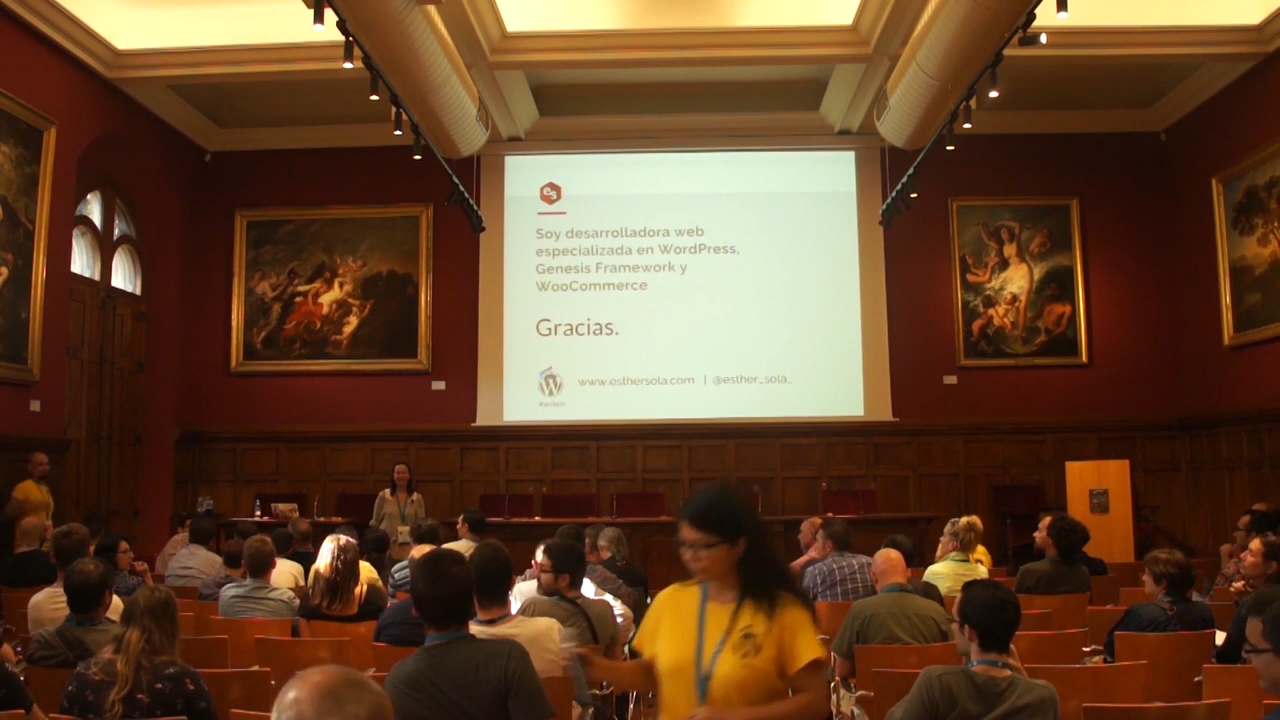 es
Soy desarrolladora web
especializada en WordPress,
Genesis Framework y
WooCommerce
Gracias.
www.esthersola.com | @esther_sola_